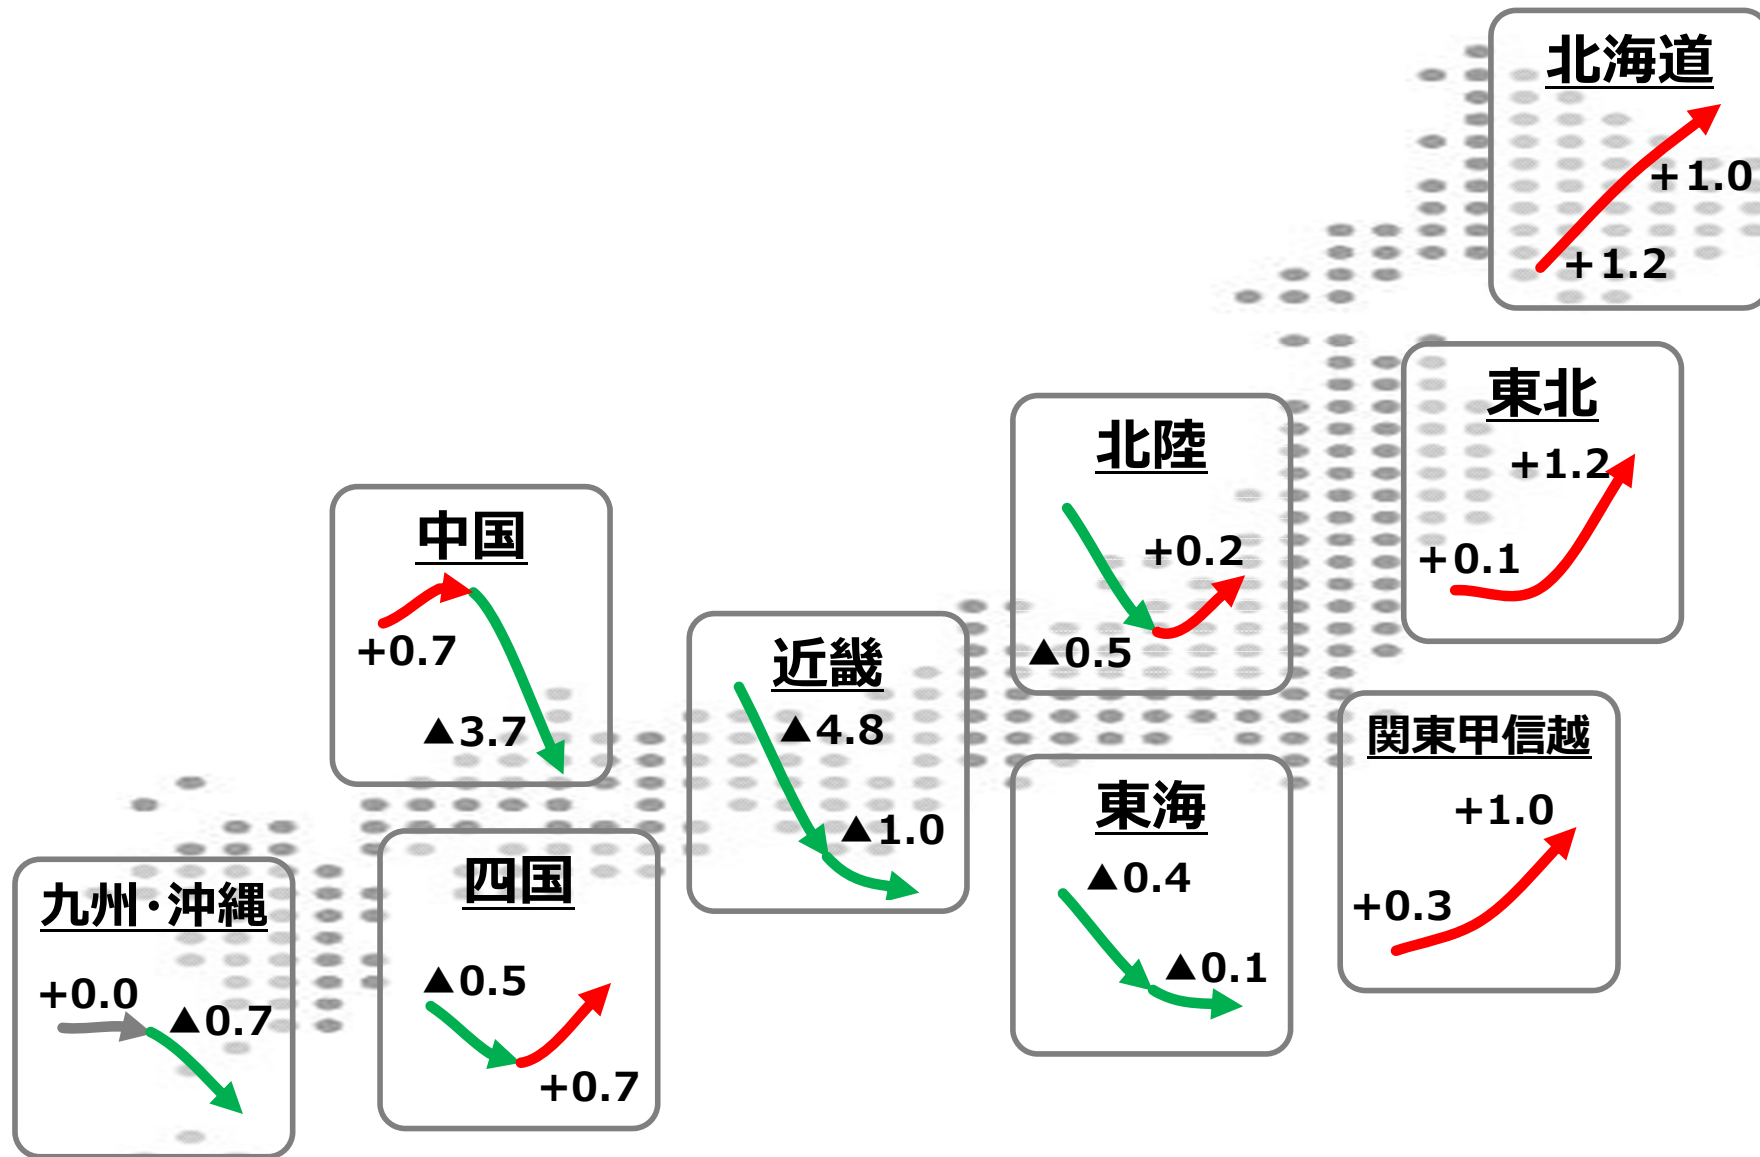 北海道
+1.0
+1.2
東北
+1.2
+0.1
北陸
+0.2
▲0.5
中国
+0.7
▲3.7
近畿
▲4.8
▲1.0
関東甲信越
+1.0
+0.3
東海
▲0.4
▲0.1
四国
▲0.5
+0.7
九州・沖縄
+0.0
▲0.7